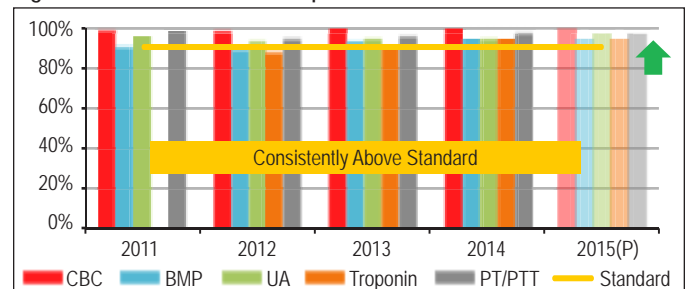 100%
80%
60%
40%
20%
0%
Consistently Above Standard
2011 2012 2013 2014 2015(P)
CBC BMP UA Troponin PT/PTT Standard